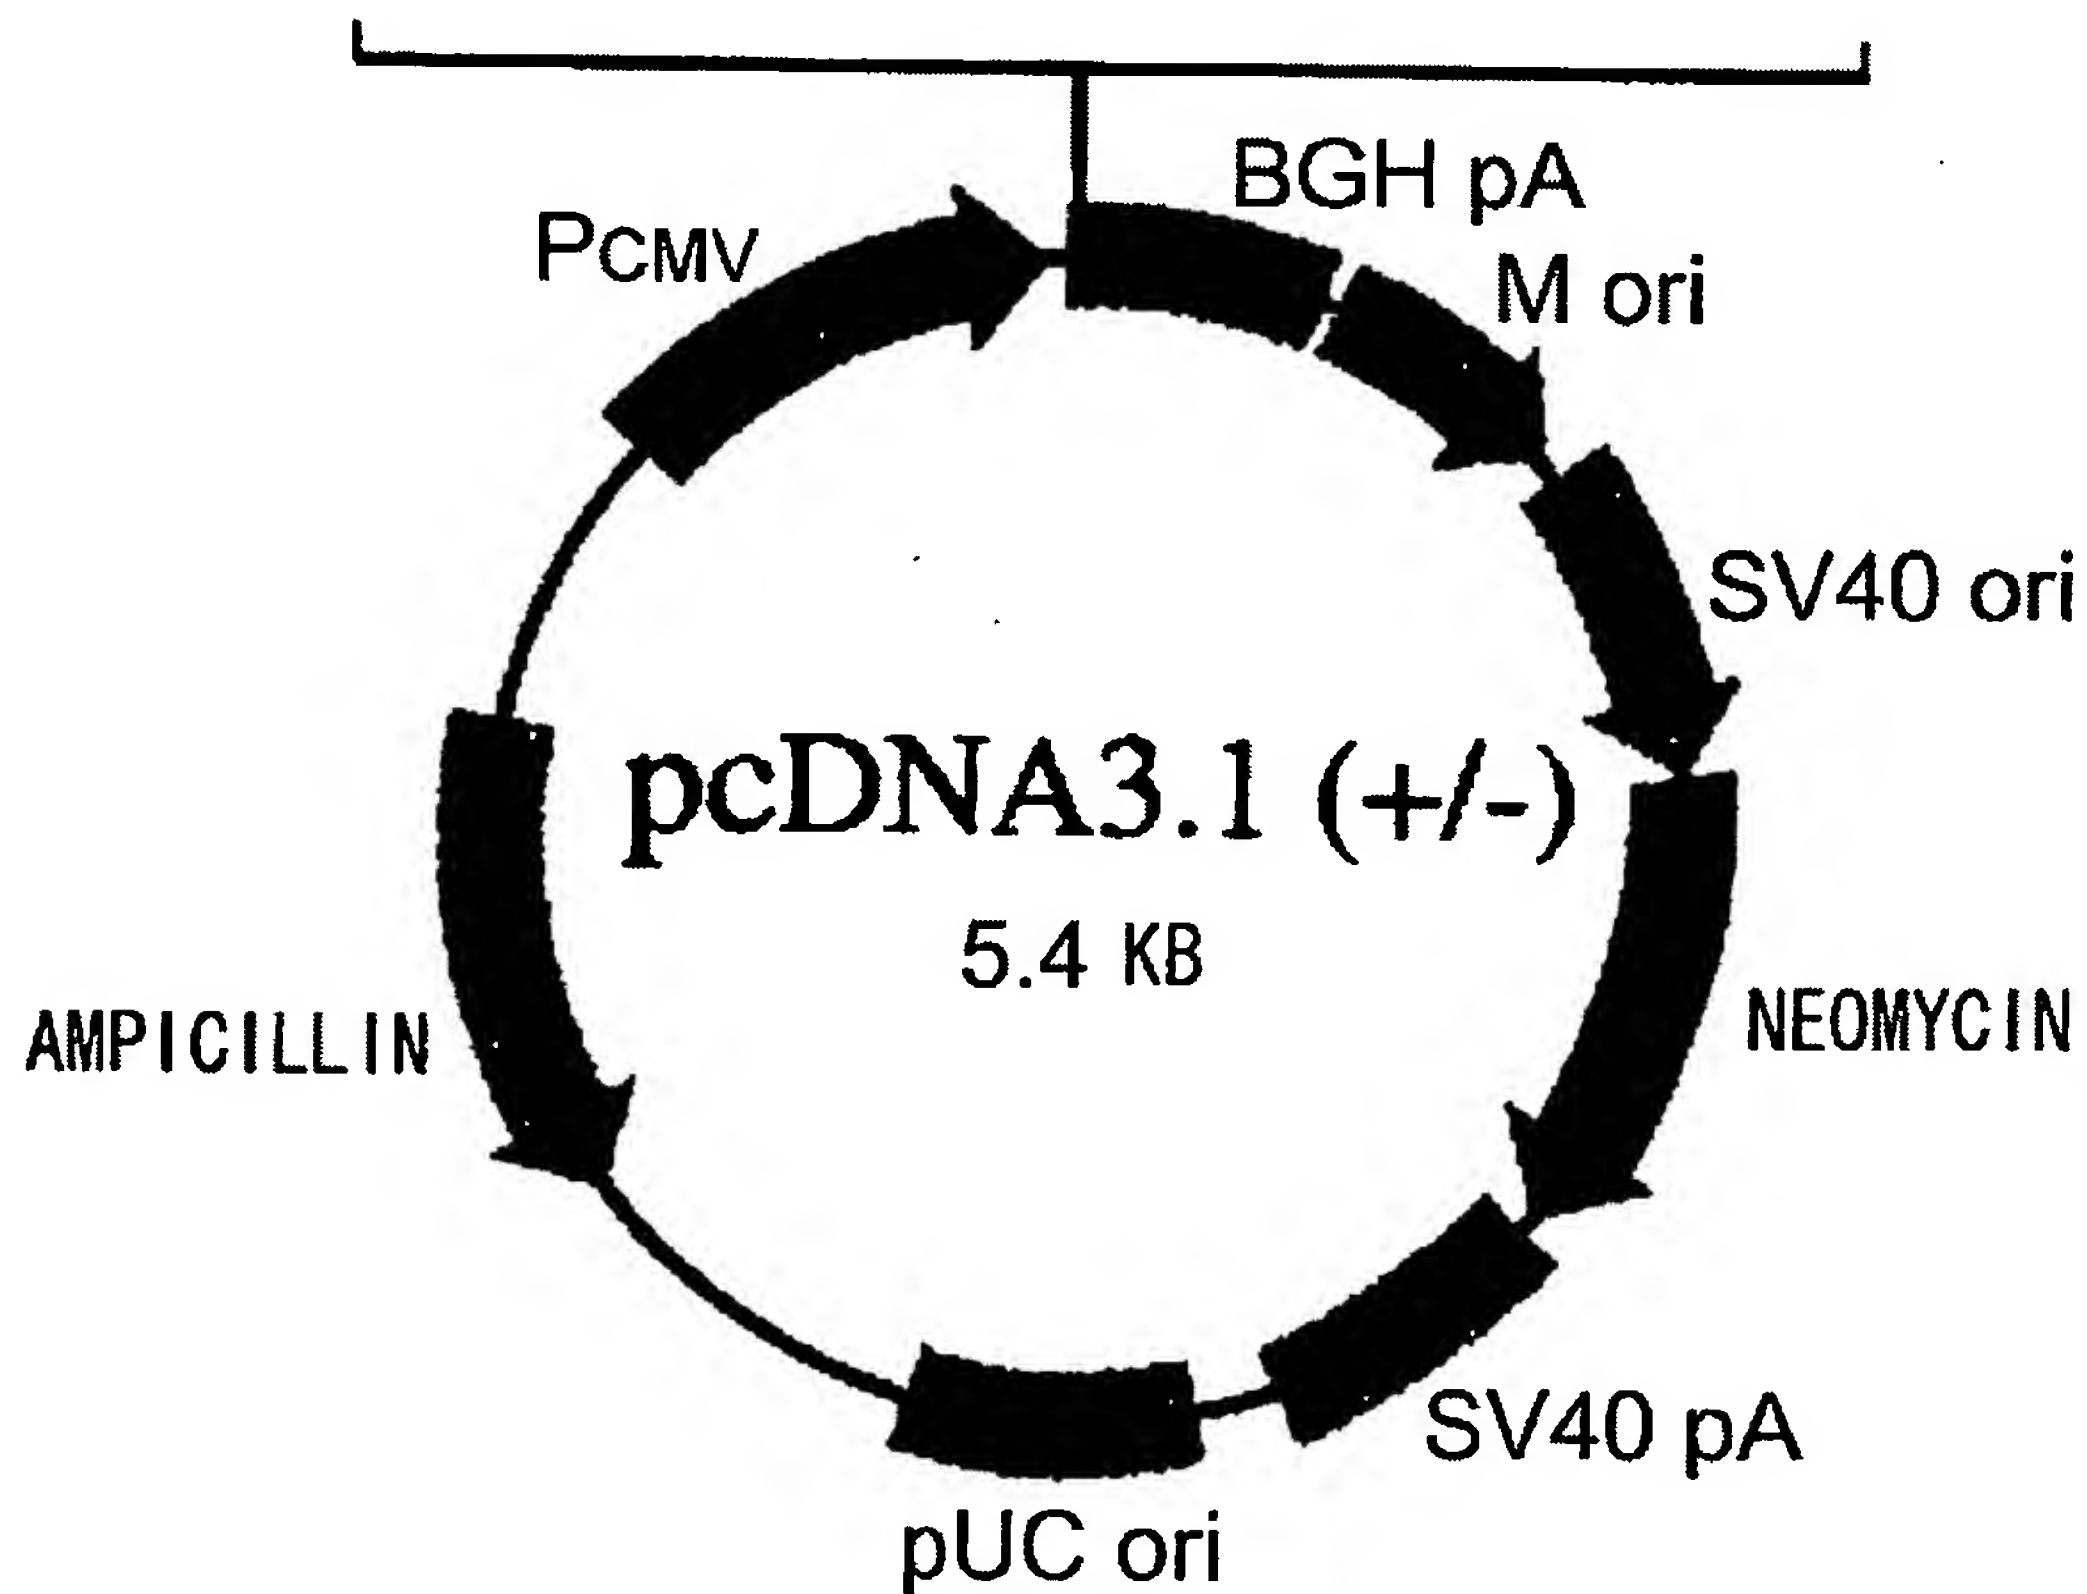 BGH pA
PCMV
M ori
SV40 ori
pcDNA3.1 (+/-)
5.4 KB
AMPICILLIN
NEOMYCIN
SV40 pA
pUC ori